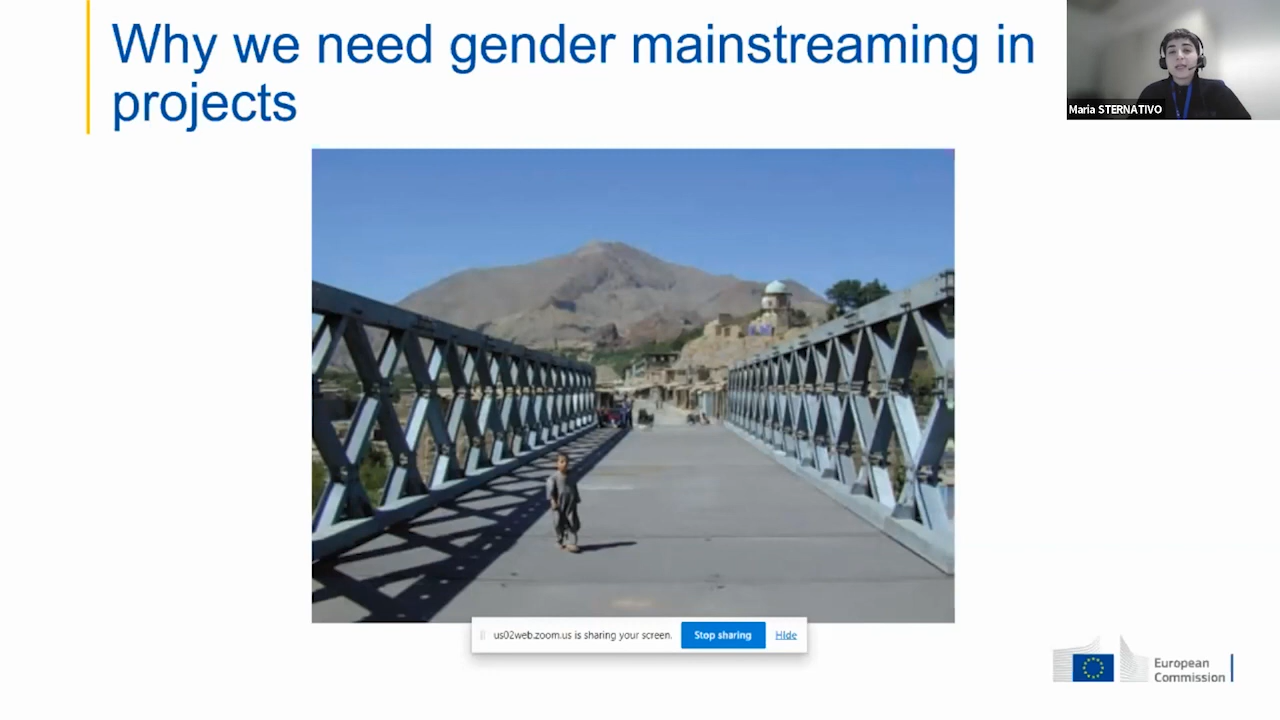 Why we need gender mainstreaming in
projects
Maria STERNATIVO
us02web.zoom.us is sharing your screen.
Stop sharing
Hide
European
Commission